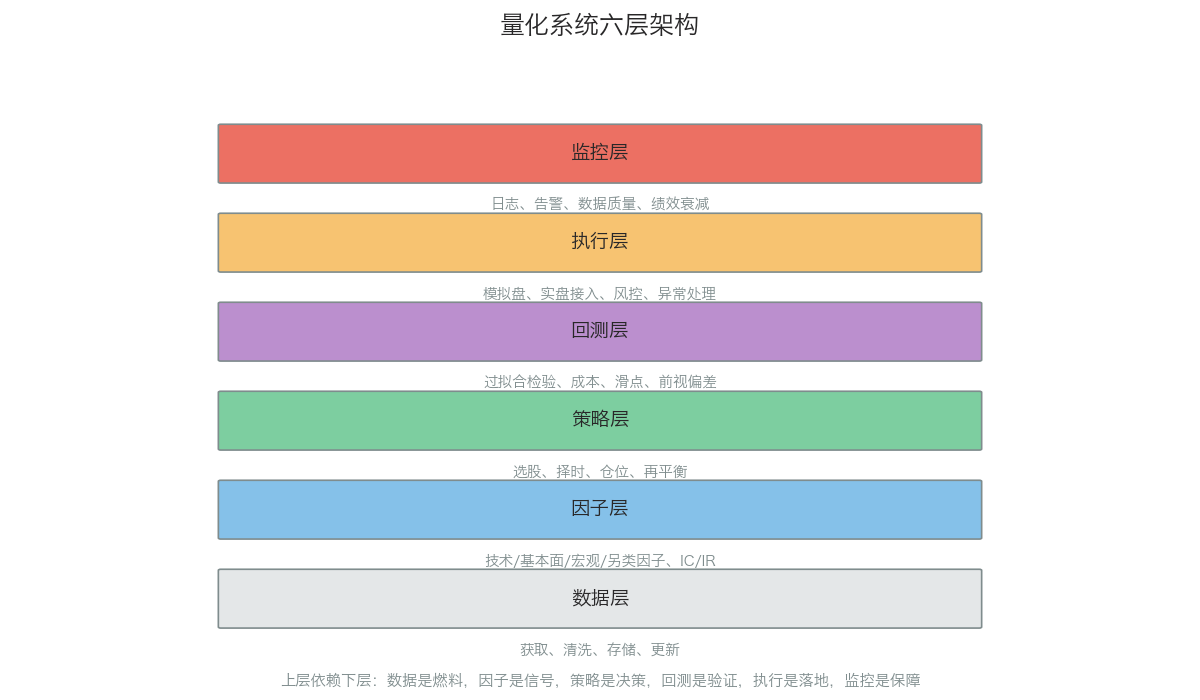 量化系统六层架构
监控层
日志、告警、数据质量、绩效衰减
执行层
模拟盘、实盘接入、风控、异常处理
回测层
过拟合检验、成本、滑点、前视偏差
策略层
选股、择时、仓位、再平衡
因子层
技术/基本面/宏观/另类因子、IC/IR
数据层
获取、清洗、存储、更新
上层依赖下层：数据是燃料，因子是信号，策略是决策，回测是验证，执行是落地，监控是保障